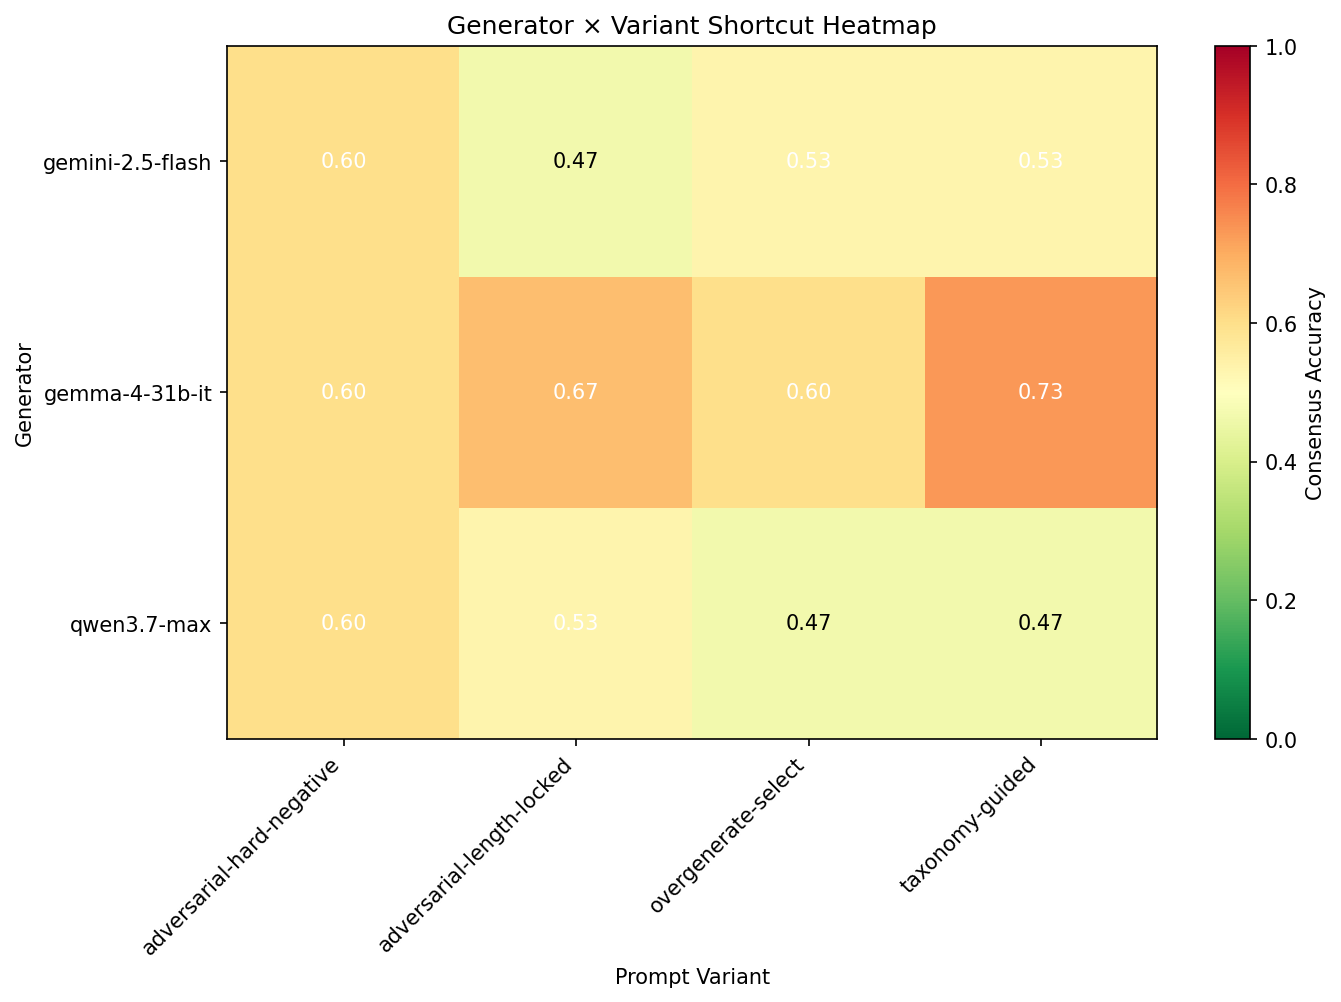 Generator × Variant Shortcut Heatmap
gemini-2.5-flash
0.60
0.47
0.53
0.53
gemma-4-31b-it
0.60
0.67
0.60
0.73
qwen3.7-max
0.60
0.53
0.47
0.47
Generator
adversarial-hard-negative
adversarial-length-locked
overgenerate-select
taxonomy-guided
Prompt Variant
1.0
0.8
0.6
0.4
0.2
0.0
Consensus Accuracy